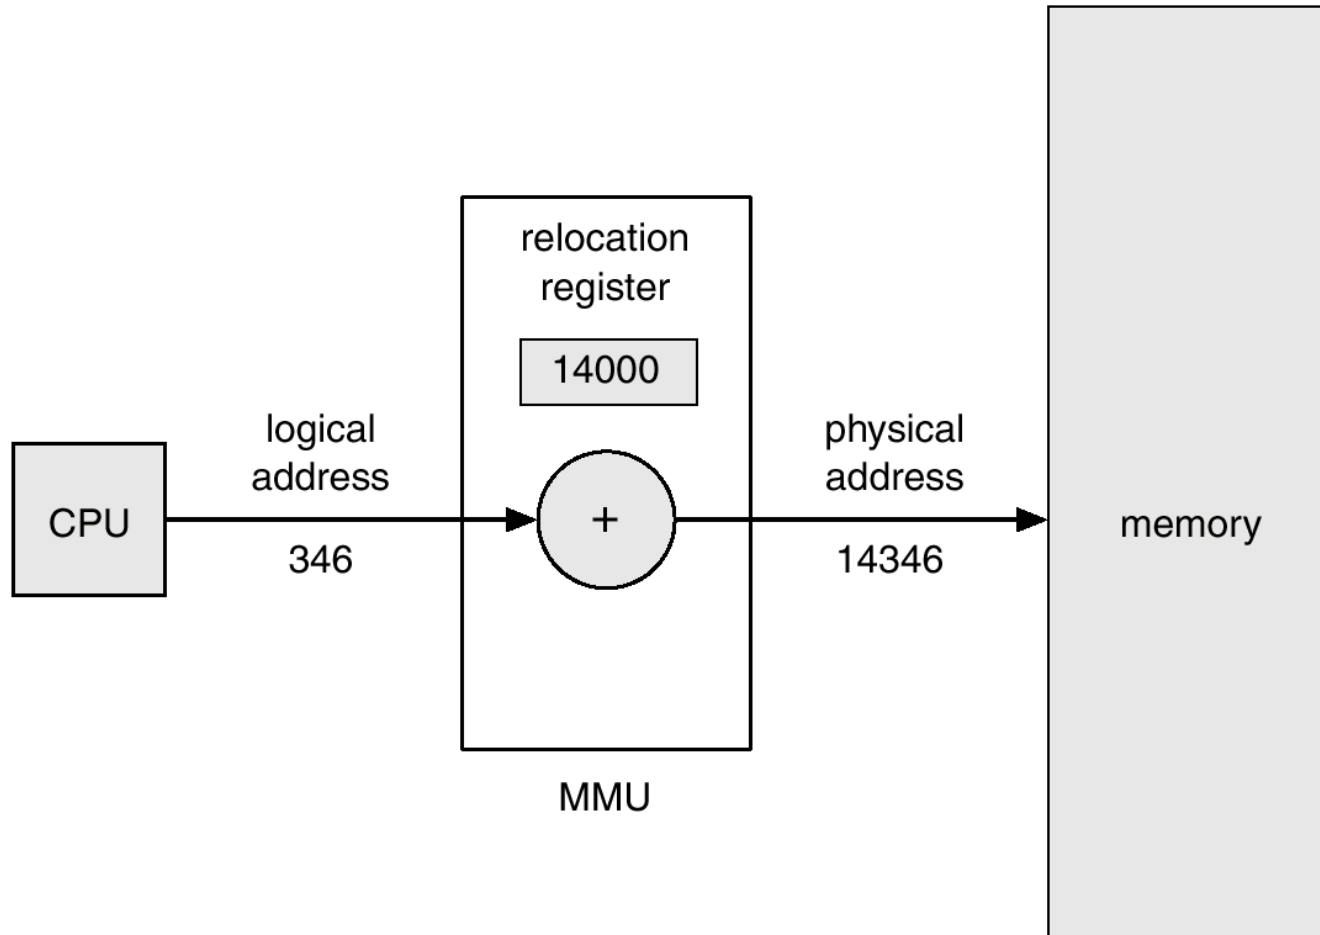 relocation
register
14000
logical
address
physical
address
CPU
+
memory
346
14346
MMU